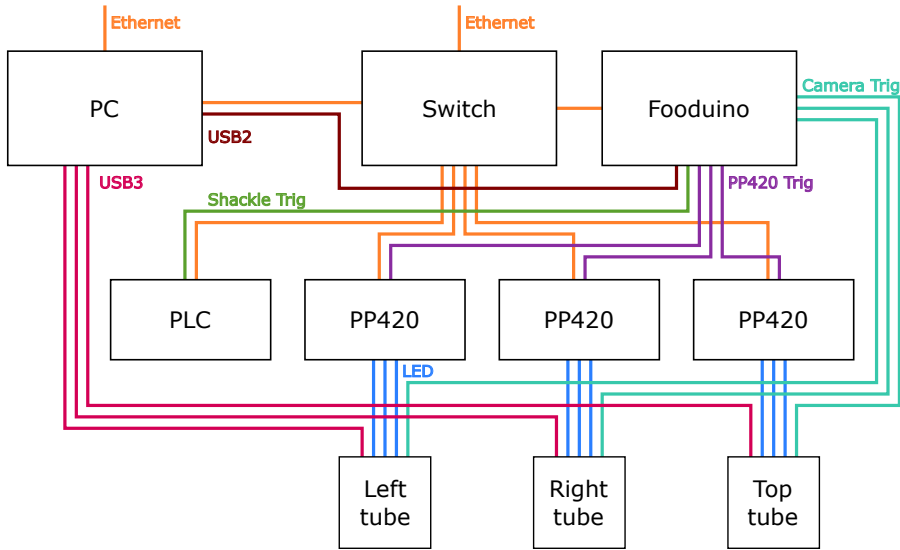 Ethernet
Ethernet
PC
Switch
Fooduino
Camera Trig
USB2
USB3
PP420 Trig
Shackle Trig
PLC
PP420
PP420
PP420
LED
Left
tube
Right
tube
Top
tube